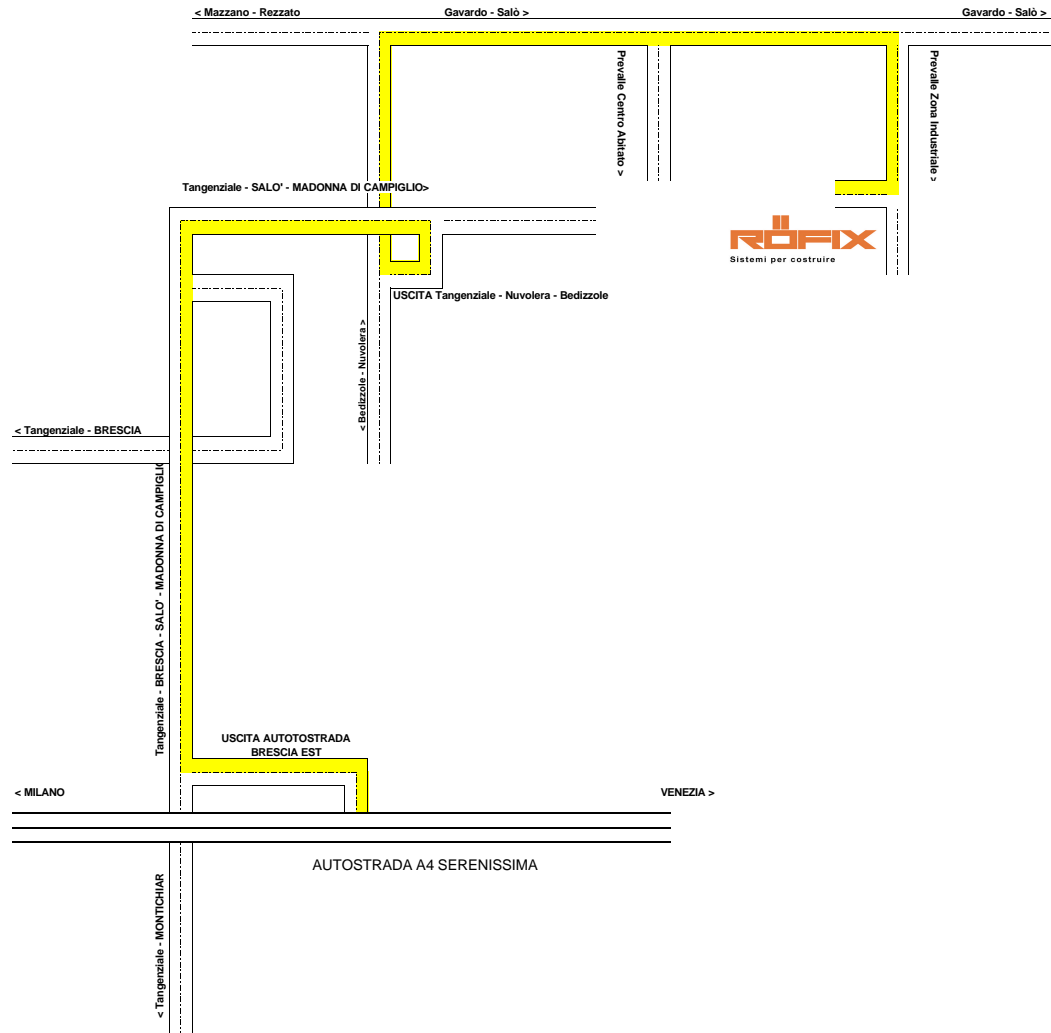 < Mazzano - Rezzato
Gavardo - Salò >
Gavardo - Salò >
Prevalle Centro Abitato >
Prevalle Zona Industriale >
Tangenziale - SALO' - MADONNA DI CAMPIGLIO>
RÖFIX
Sistemi per costruire
USCITA Tangenziale - Nuvolera - Bedizzole
< Bedizzole - Nuvolera >
< Tangenziale - BRESCIA
Tangenziale - BRESCIA - SALO' - MADONNA DI CAMPIGLIO
USCITA AUTOTOSTRADA
BRESCIA EST
< MILANO
VENEZIA >
AUTOSTRADA A4 SERENISSIMA
< Tangenziale - MONTICHIAR